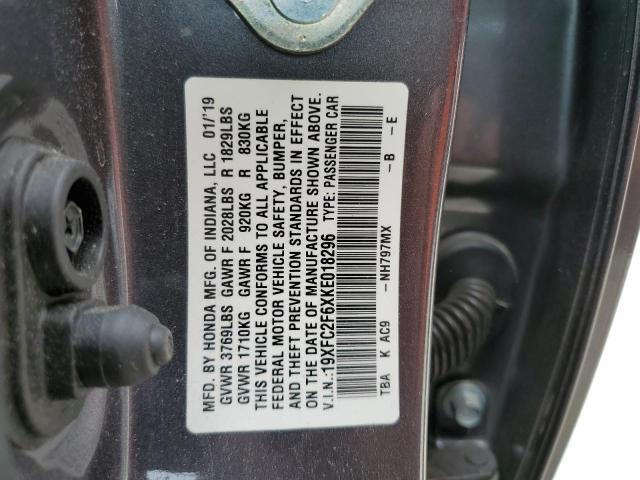 MFD. BY HONDA MFG. OF INDIANA, LLC 01/'19
GVWR 3769LBS GAWR F 2028LBS R 1829LBS
GVWR 1710KG GAWR F 920KG R 830KG
THIS VEHICLE CONFORMS TO ALL APPLICABLE
FEDERAL MOTOR VEHICLE SAFETY, BUMPER,
AND THEFT PREVENTION STANDARDS IN EFFECT
ON THE DATE OF MANUFACTURE SHOWN ABOVE.
V.I.N.:19XFC2F6XKE018296 TYPE: PASSENGER CAR
TBA K AC9 -NH797MX -B -E